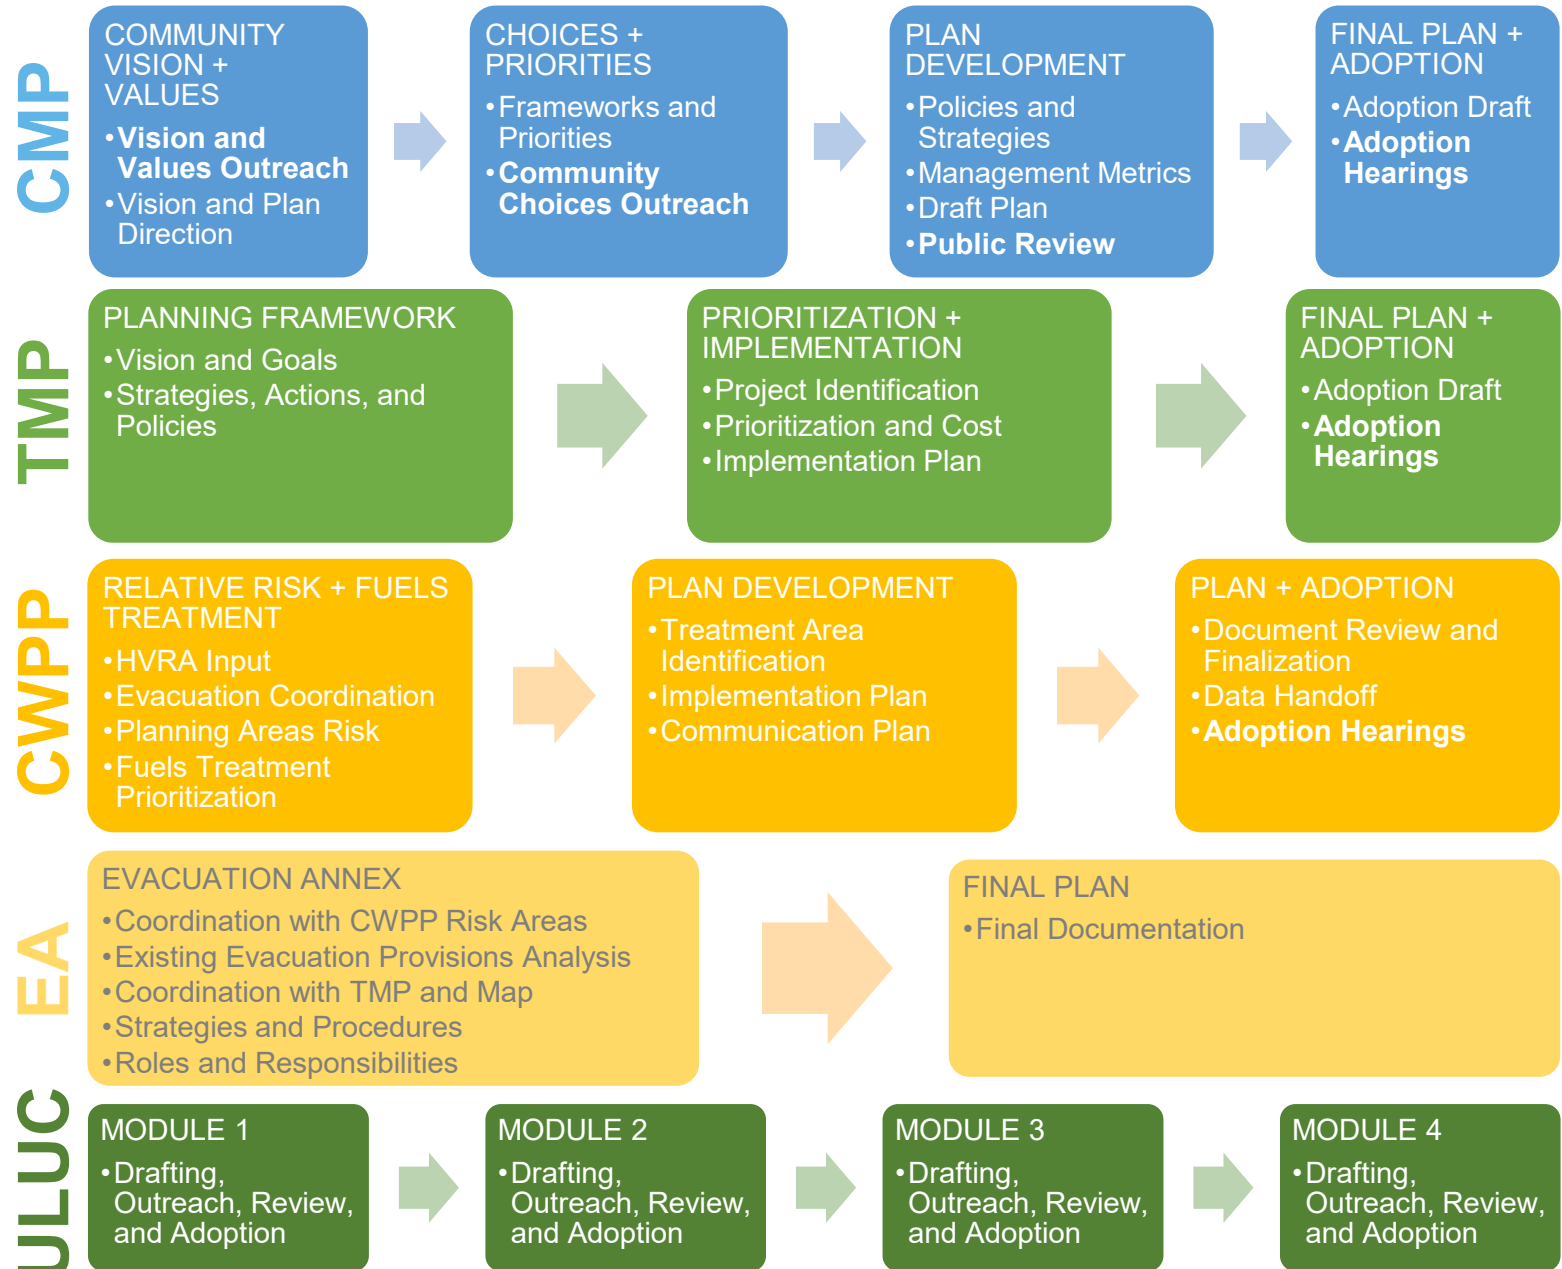 CMP
COMMUNITY
VISION +
VALUES
•Vision and
Values Outreach
•Vision and Plan
Direction
CHOICES +
PRIORITIES
•Frameworks and
Priorities
•Community
Choices Outreach
PLAN
DEVELOPMENT
•Policies and
Strategies
•Management Metrics
•Draft Plan
•Public Review
FINAL PLAN +
ADOPTION
•Adoption Draft
•Adoption
Hearings
TMP
PLANNING FRAMEWORK
•Vision and Goals
•Strategies, Actions, and
Policies
PRIORITIZATION +
IMPLEMENTATION
•Project Identification
•Prioritization and Cost
•Implementation Plan
FINAL PLAN +
ADOPTION
•Adoption Draft
•Adoption
Hearings
CWPP
RELATIVE RISK + FUELS
TREATMENT
•HVRA Input
•Evacuation Coordination
•Planning Areas Risk
•Fuels Treatment
Prioritization
PLAN DEVELOPMENT
•Treatment Area
Identification
•Implementation Plan
•Communication Plan
PLAN + ADOPTION
•Document Review and
Finalization
•Data Handoff
•Adoption Hearings
EA
EVACUATION ANNEX
•Coordination with CWPP Risk Areas
•Existing Evacuation Provisions Analysis
•Coordination with TMP and Map
•Strategies and Procedures
•Roles and Responsibilities
FINAL PLAN
•Final Documentation
ULUC
MODULE 1
•Drafting,
Outreach, Review,
and Adoption
MODULE 2
•Drafting,
Outreach, Review,
and Adoption
MODULE 3
•Drafting,
Outreach, Review,
and Adoption
MODULE 4
•Drafting,
Outreach, Review,
and Adoption